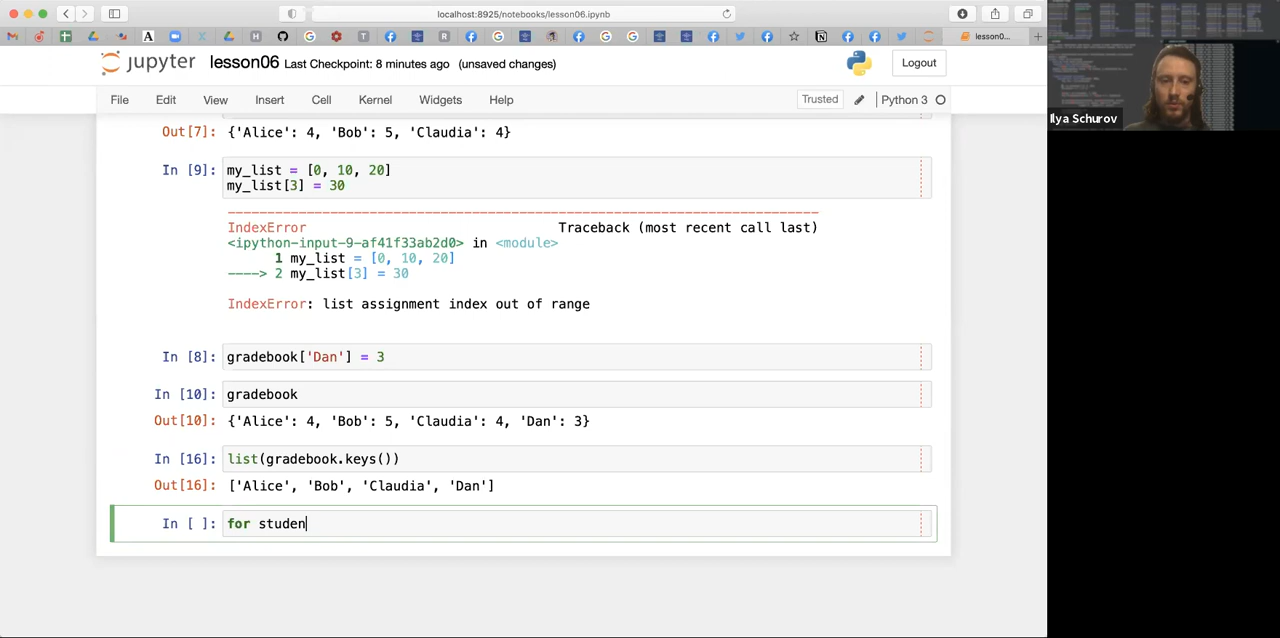 localhost:8925/notebooks/lesson06.ipynb
lesson0...
jupyter lesson06 Last Checkpoint: 8 minutes ago (unsaved changes)
Logout
File Edit View Insert Cell Kernel Widgets Help
Trusted Python 3
Ilya Schurov
Out[7]: {'Alice': 4, 'Bob': 5, 'Claudia': 4}
In [9]: my_list = [0, 10, 20]
my_list[3] = 30
IndexError Traceback (most recent call last)
<ipython-input-9-af41f33ab2d0> in <module>
1 my_list = [0, 10, 20]
----> 2 my_list[3] = 30
IndexError: list assignment index out of range
In [8]: gradebook['Dan'] = 3
In [10]: gradebook
Out[10]: {'Alice': 4, 'Bob': 5, 'Claudia': 4, 'Dan': 3}
In [16]: list(gradebook.keys())
Out[16]: ['Alice', 'Bob', 'Claudia', 'Dan']
In [ ]: for studen